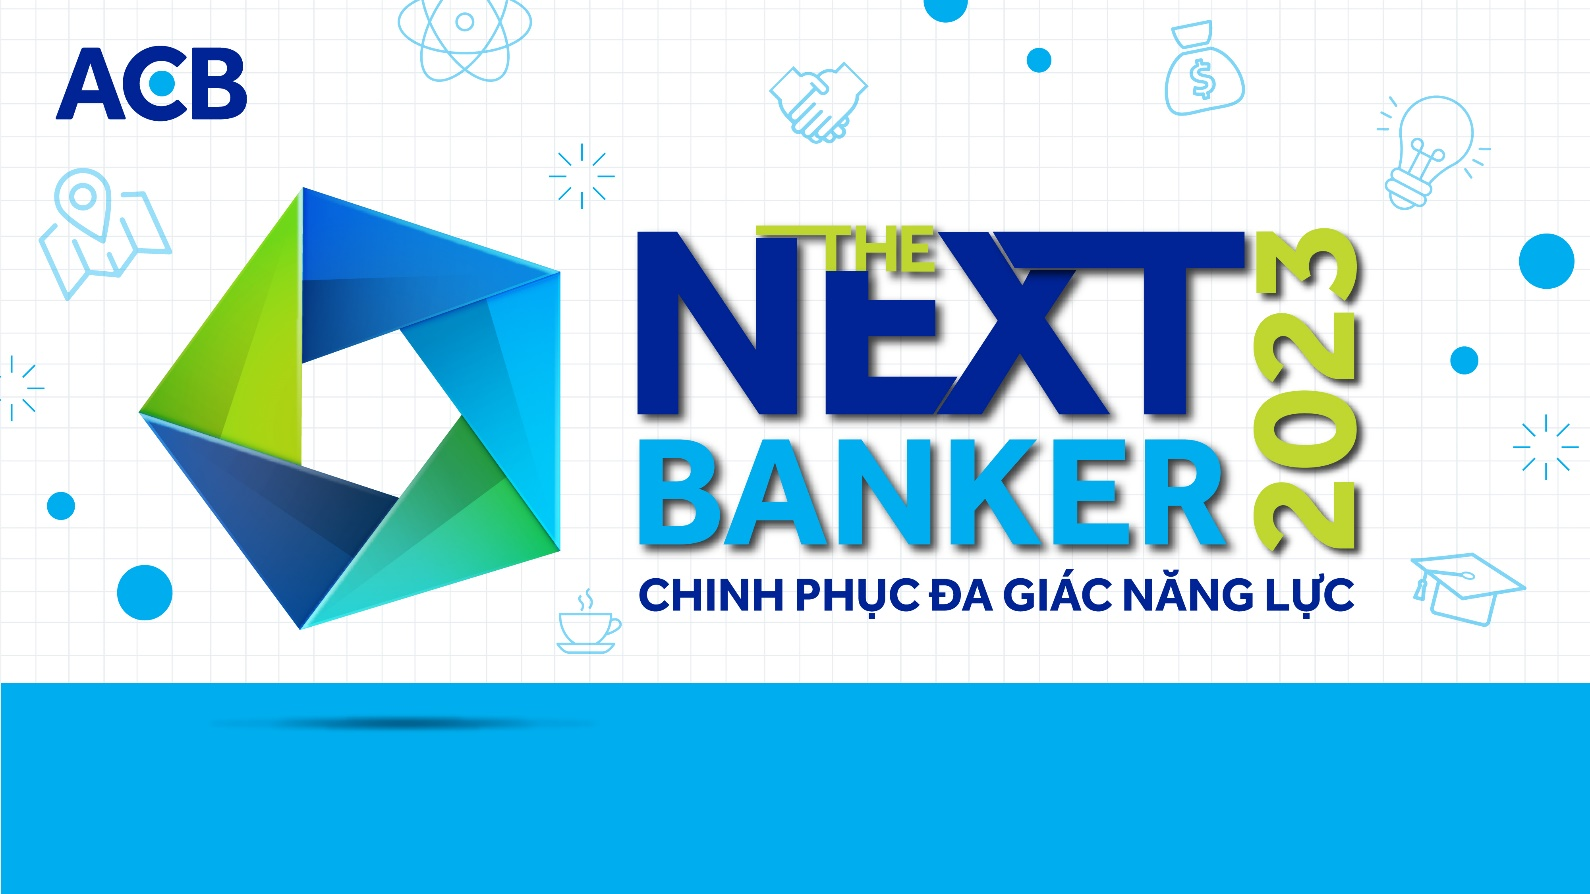 ACB
THE
NEXT
BANKER
2023
CHINH PHỤC ĐA GIÁC NĂNG LỰC
$